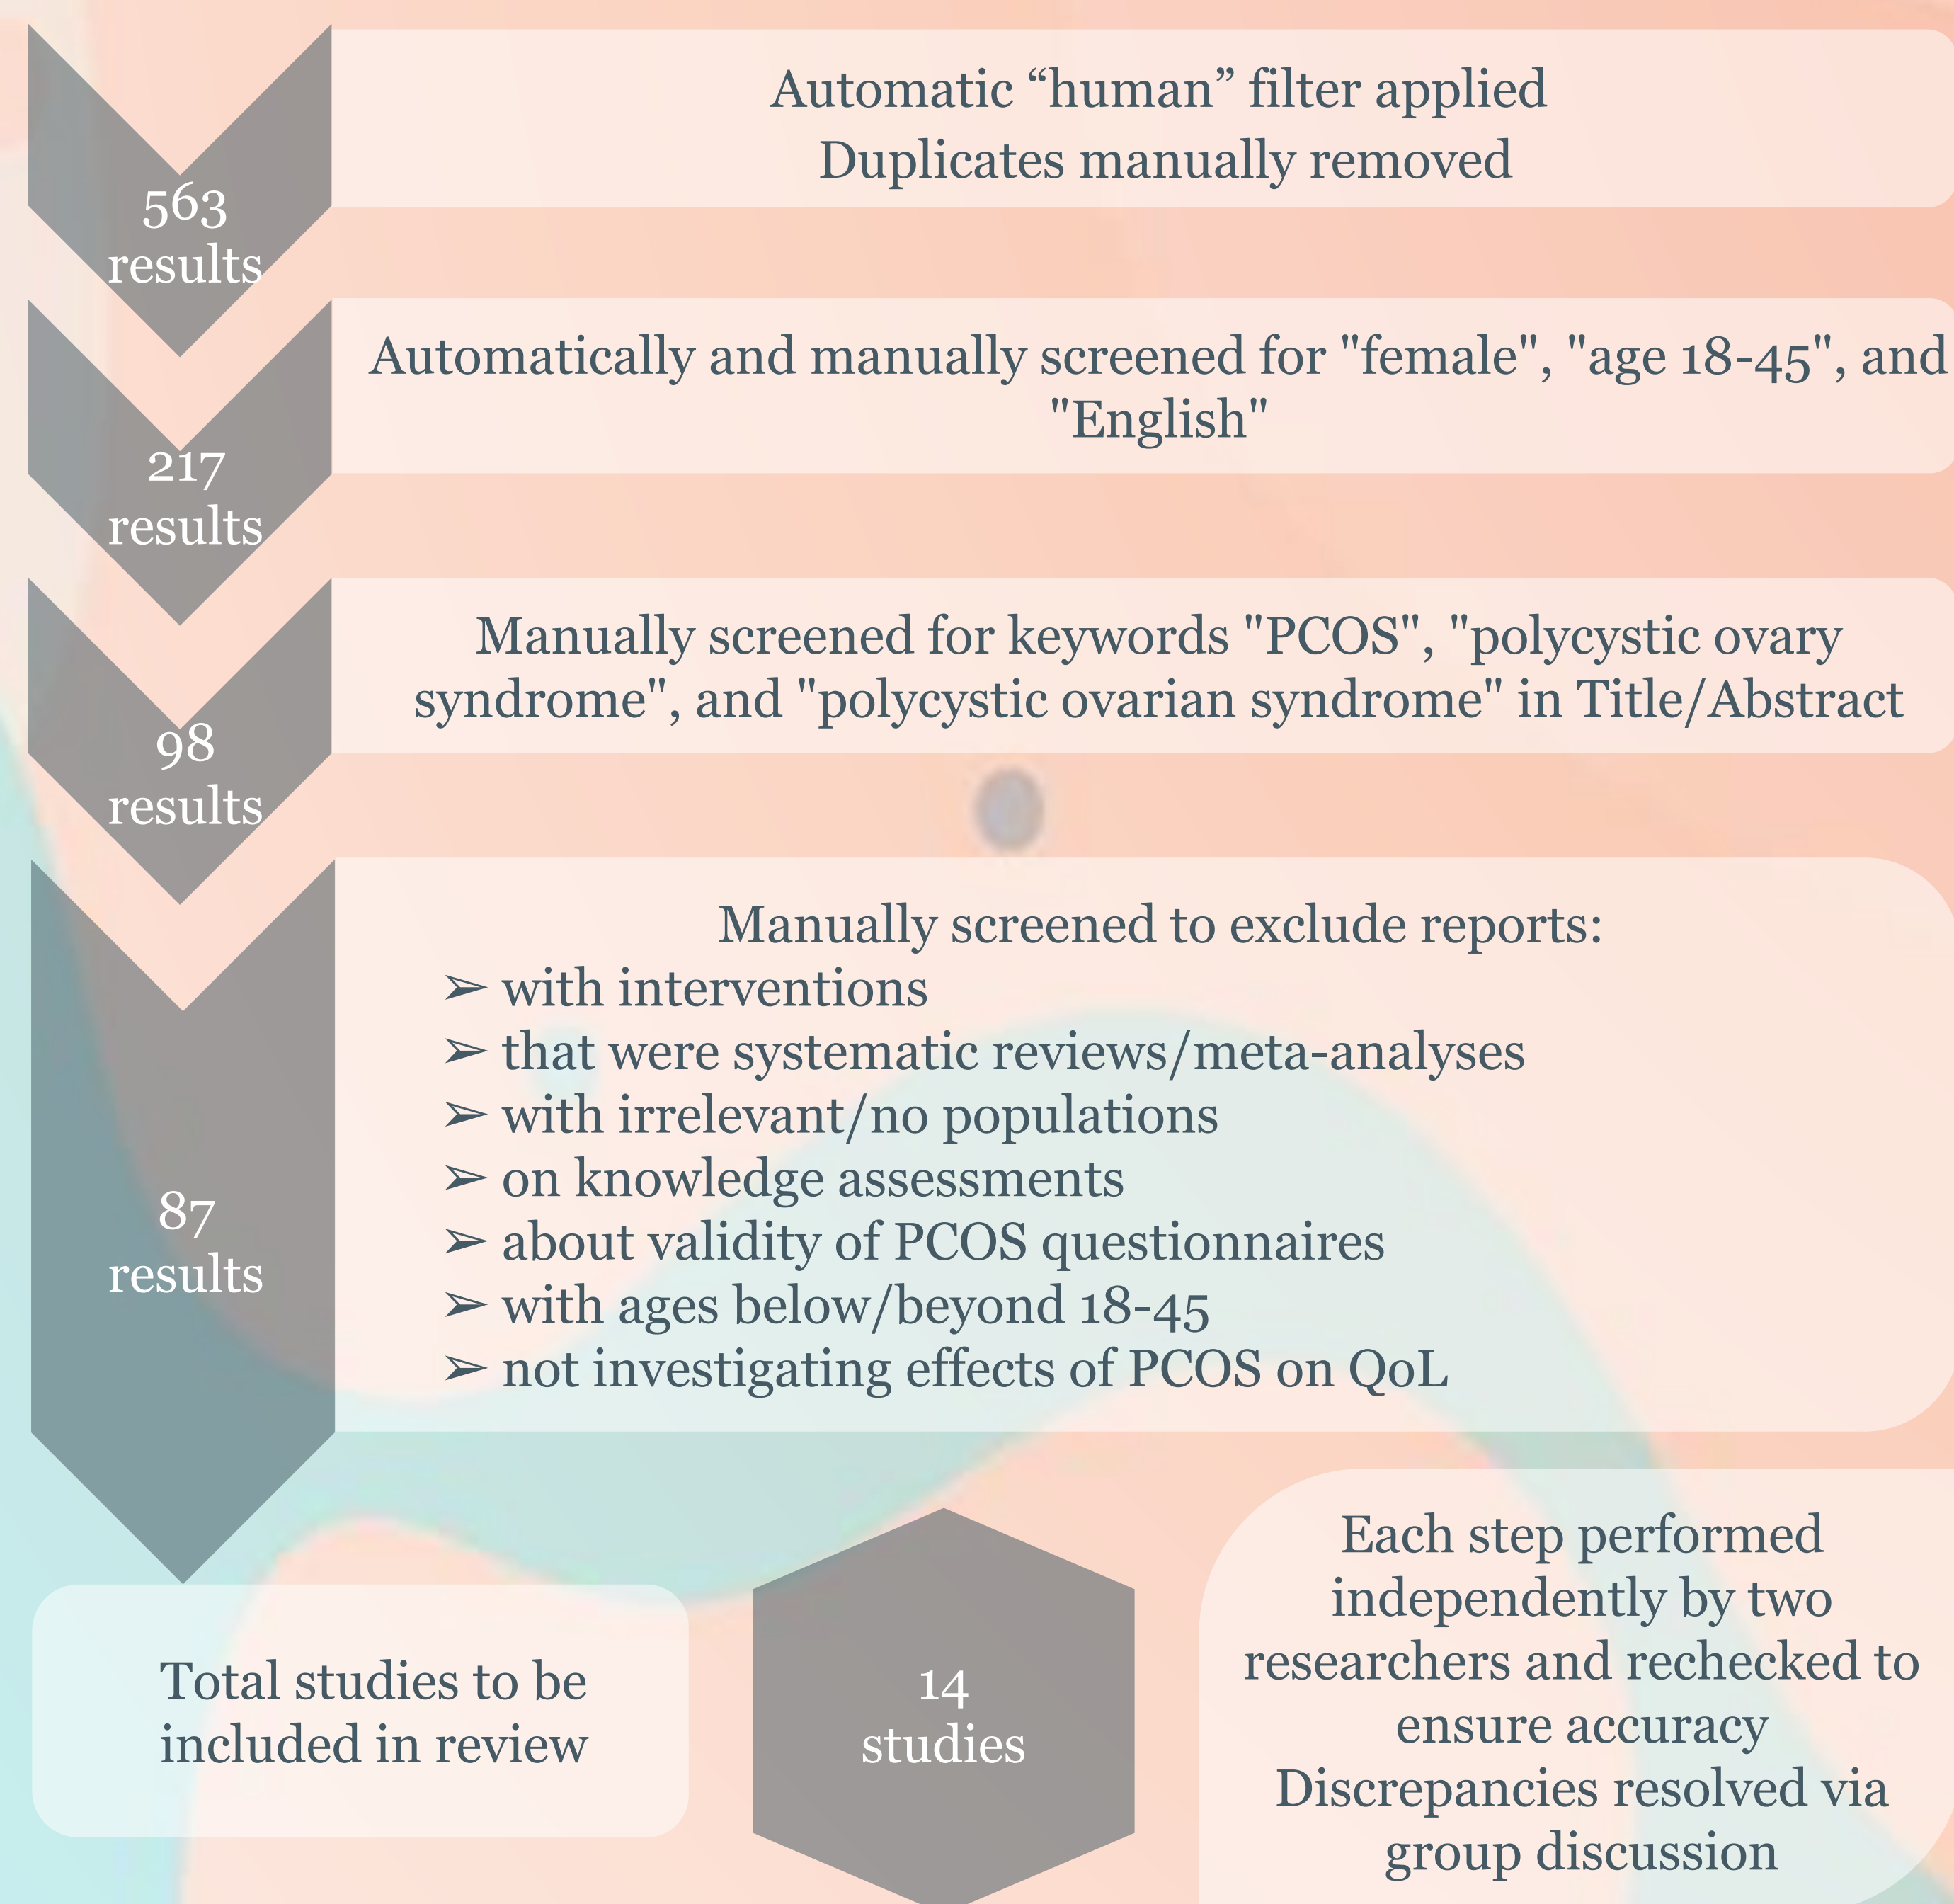 Automatic “human” filter applied
Duplicates manually removed
563
results
Automatically and manually screened for "female", "age 18-45", and
"English"
217
results
Manually screened for keywords "PCOS", "polycystic ovary
syndrome", and "polycystic ovarian syndrome" in Title/Abstract
98
results
Manually screened to exclude reports:
➢ with interventions
➢ that were systematic reviews/meta-analyses
➢ with irrelevant/no populations
➢ on knowledge assessments
➢ about validity of PCOS questionnaires
➢ with ages below/beyond 18-45
➢ not investigating effects of PCOS on QoL
87
results
Total studies to be
included in review
14
studies
Each step performed
independently by two
researchers and rechecked to
ensure accuracy
Discrepancies resolved via
group discussion